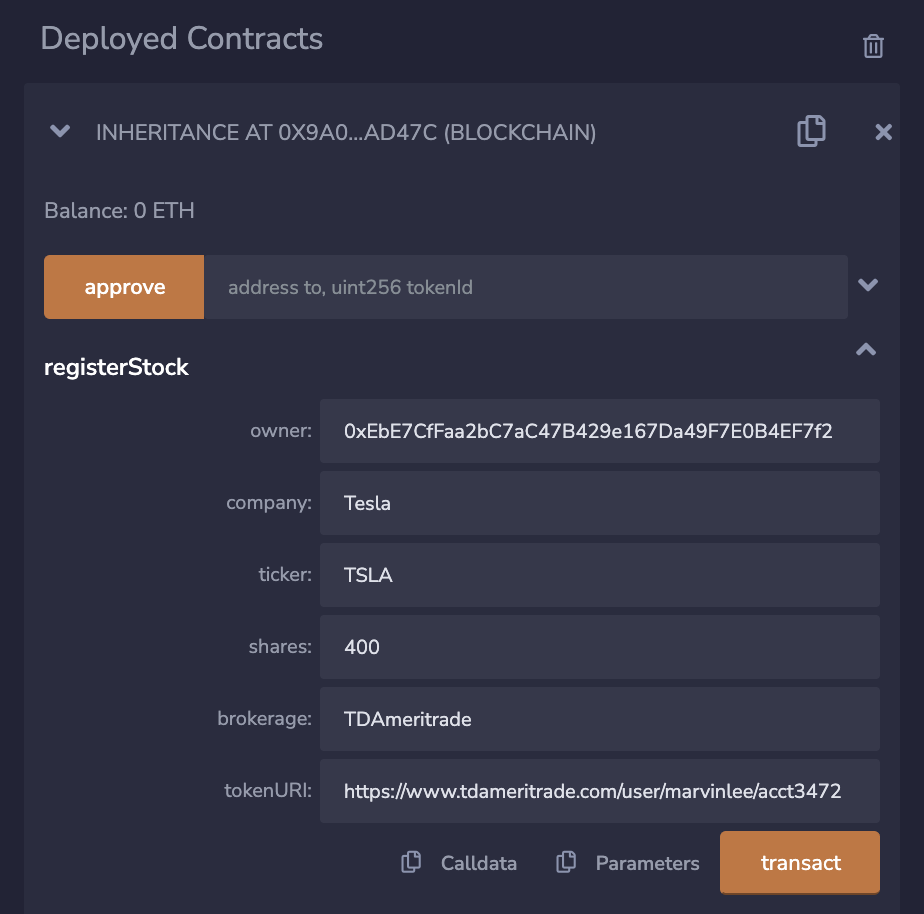 Deployed Contracts
INHERITANCE AT 0X9A0...AD47C (BLOCKCHAIN)
Balance: 0 ETH
approve address to, uint256 tokenId
registerStock
owner: 0xEbE7CfFaa2bC7aC47B429e167Da49F7E0B4EF7f2
company: Tesla
ticker: TSLA
shares: 400
brokerage: TDAmeritrade
tokenURI: https://www.tdameritrade.com/user/marvinlee/acct3472
Calldata Parameters transact